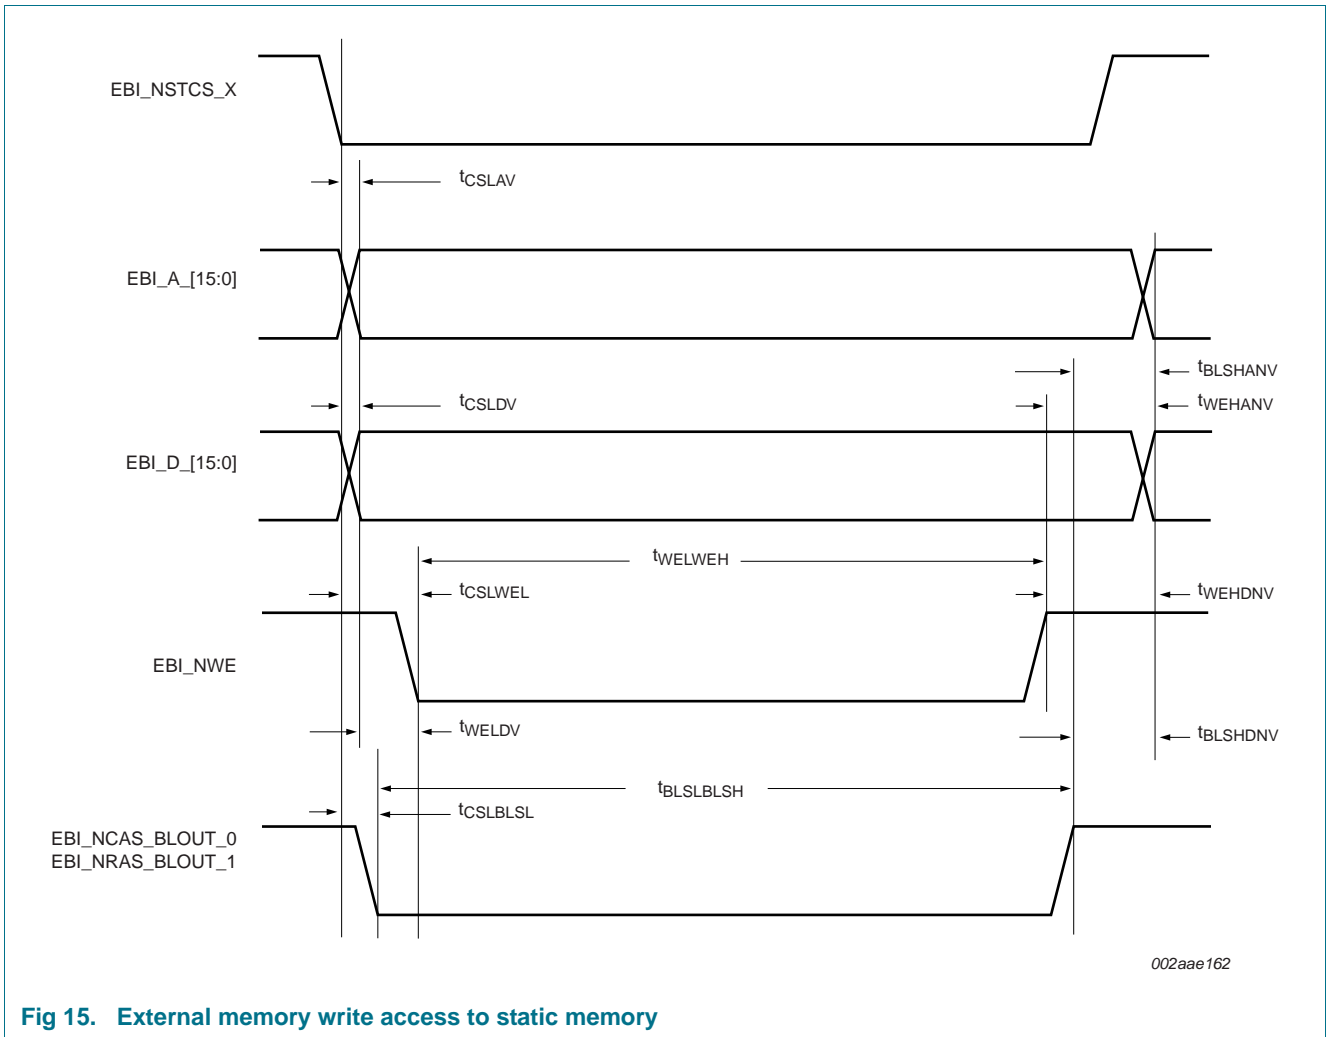 EBI_NSTCS_X
tCSLAV
EBI_A_[15:0]
tBLSHANV
tCSLDV
tWEHANV
EBI_D_[15:0]
tWELWEH
tCSLWEL
tWEHDNV
EBI_NWE
tWELDV
tBLSHDNV
tBLSLBLSH
tCSLBLSL
EBI_NCAS_BLOUT_0
EBI_NRAS_BLOUT_1
002aae162
Fig 15. External memory write access to static memory